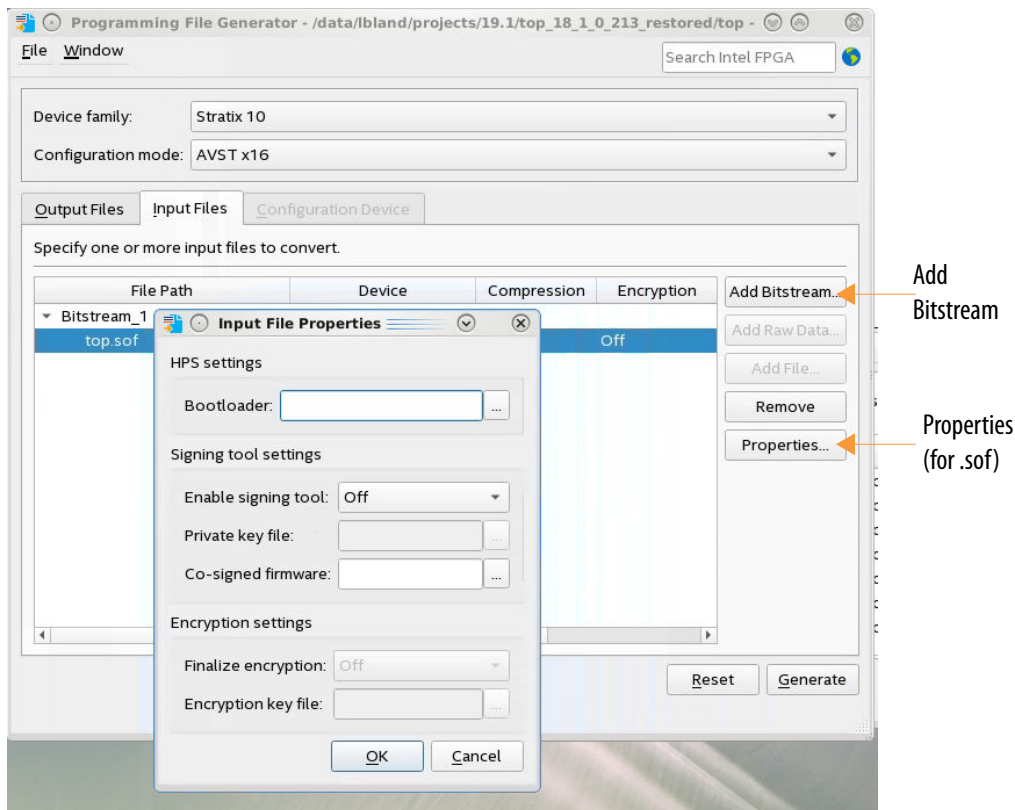 Programming File Generator - /data/lbland/projects/19.1/top_18_1_0_213_restored/top -
File Window
Search Intel FPGA
Device family: Stratix 10
Configuration mode: AVST x16
Output Files Input Files Configuration Device
Specify one or more input files to convert.
File Path Device Compression Encryption
Add Bitstream...
Add Raw Data...
Add File...
Remove
Properties...
Bitstream_1
top.sof Off
Input File Properties
HPS settings
Bootloader: ...
Signing tool settings
Enable signing tool: Off
Private key file: ...
Co-signed firmware: ...
Encryption settings
Finalize encryption: Off
Encryption key file: ...
OK Cancel
Reset Generate
Add
Bitstream
Properties
(for .sof)